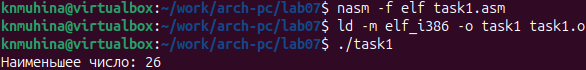 knmuhina@virtualbox:~/work/arch-pc/lab07$ nasm -f elf task1.asm
knmuhina@virtualbox:~/work/arch-pc/lab07$ ld -m elf_i386 -o task1 task1.o
knmuhina@virtualbox:~/work/arch-pc/lab07$ ./task1
Наименьшее число: 26